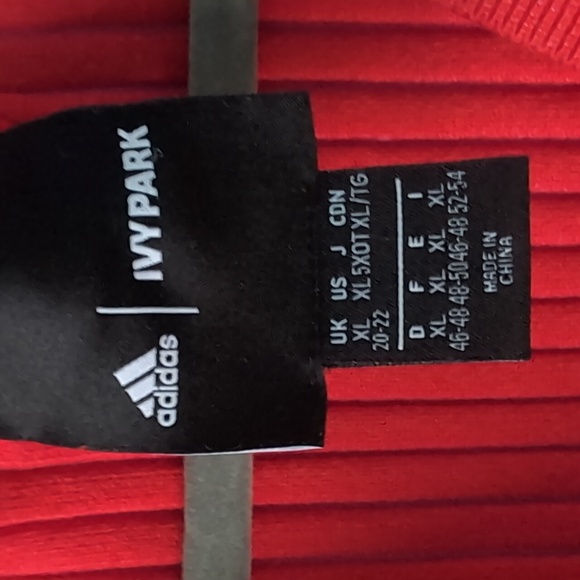 adidas
IVY PARK
UK US J CDN
XL XL 5XOT XL/TG
20-22
D F E I
XL XL XL XL
46-48 48-50 46-48 52-54
MADE IN
CHINA